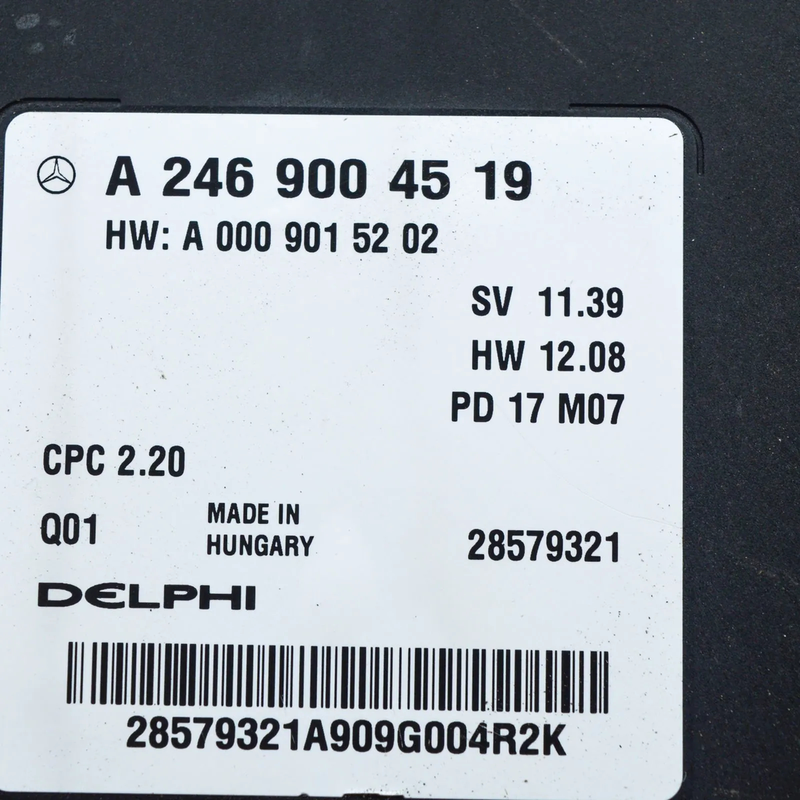 A 246 900 45 19
HW: A 000 901 52 02
SV 11.39
HW 12.08
PD 17 M07
CPC 2.20
Q01
MADE IN
HUNGARY
28579321
DELPHI
28579321A909G004R2K